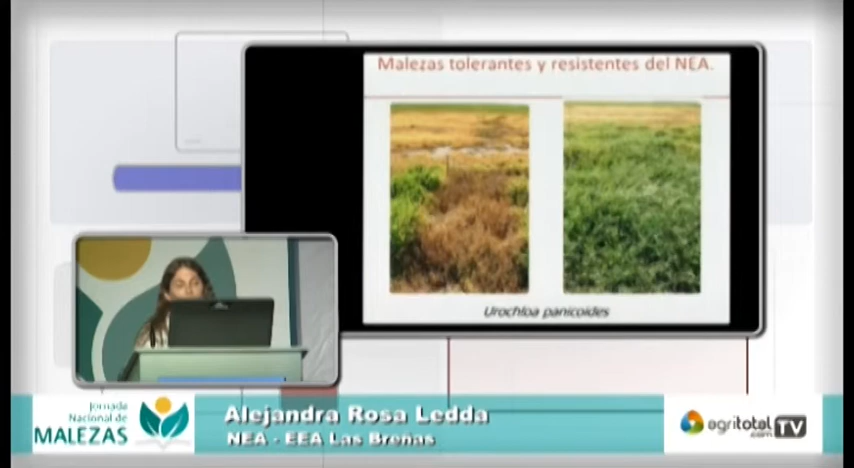 Malezas tolerantes y resistentes del NEA.
Urochloa panicoides
Jornada
Nacional de
MALEZAS
Alejandra Rosa Ledda
NEA - EEA Las Breñas
agritotal
.com
TV